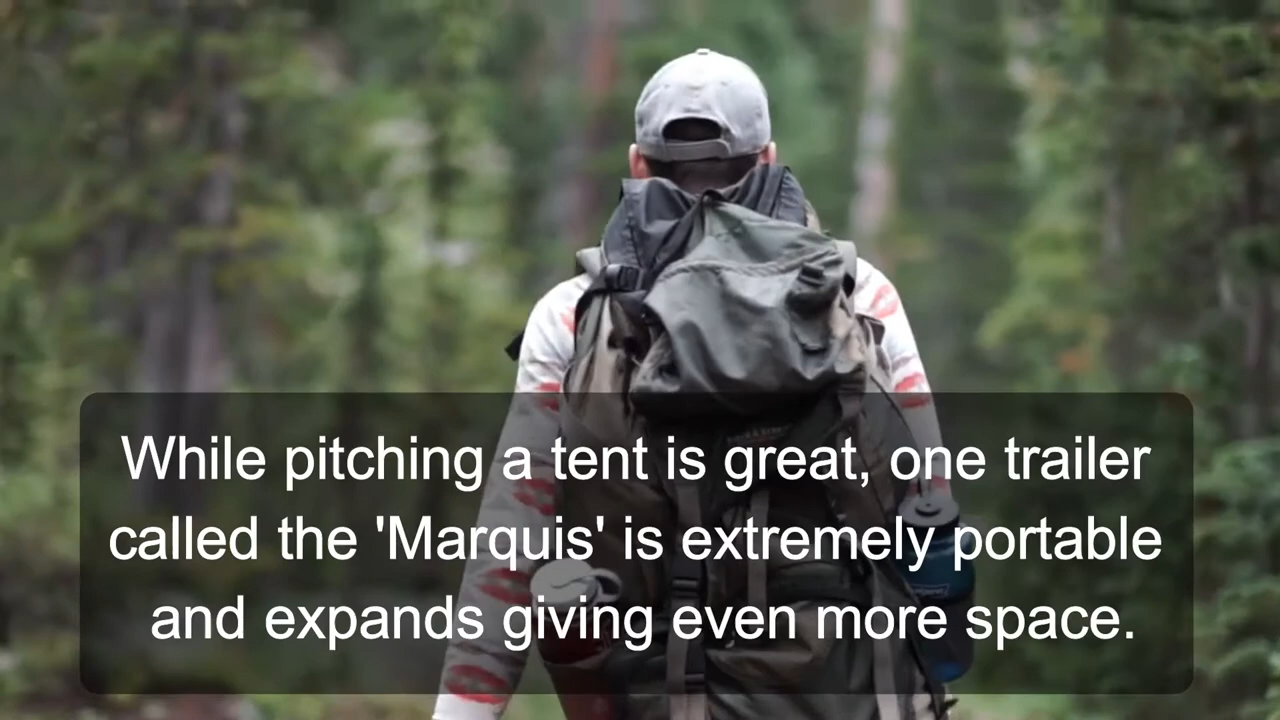 While pitching a tent is great, one trailer
called the 'Marquis' is extremely portable
and expands giving even more space.